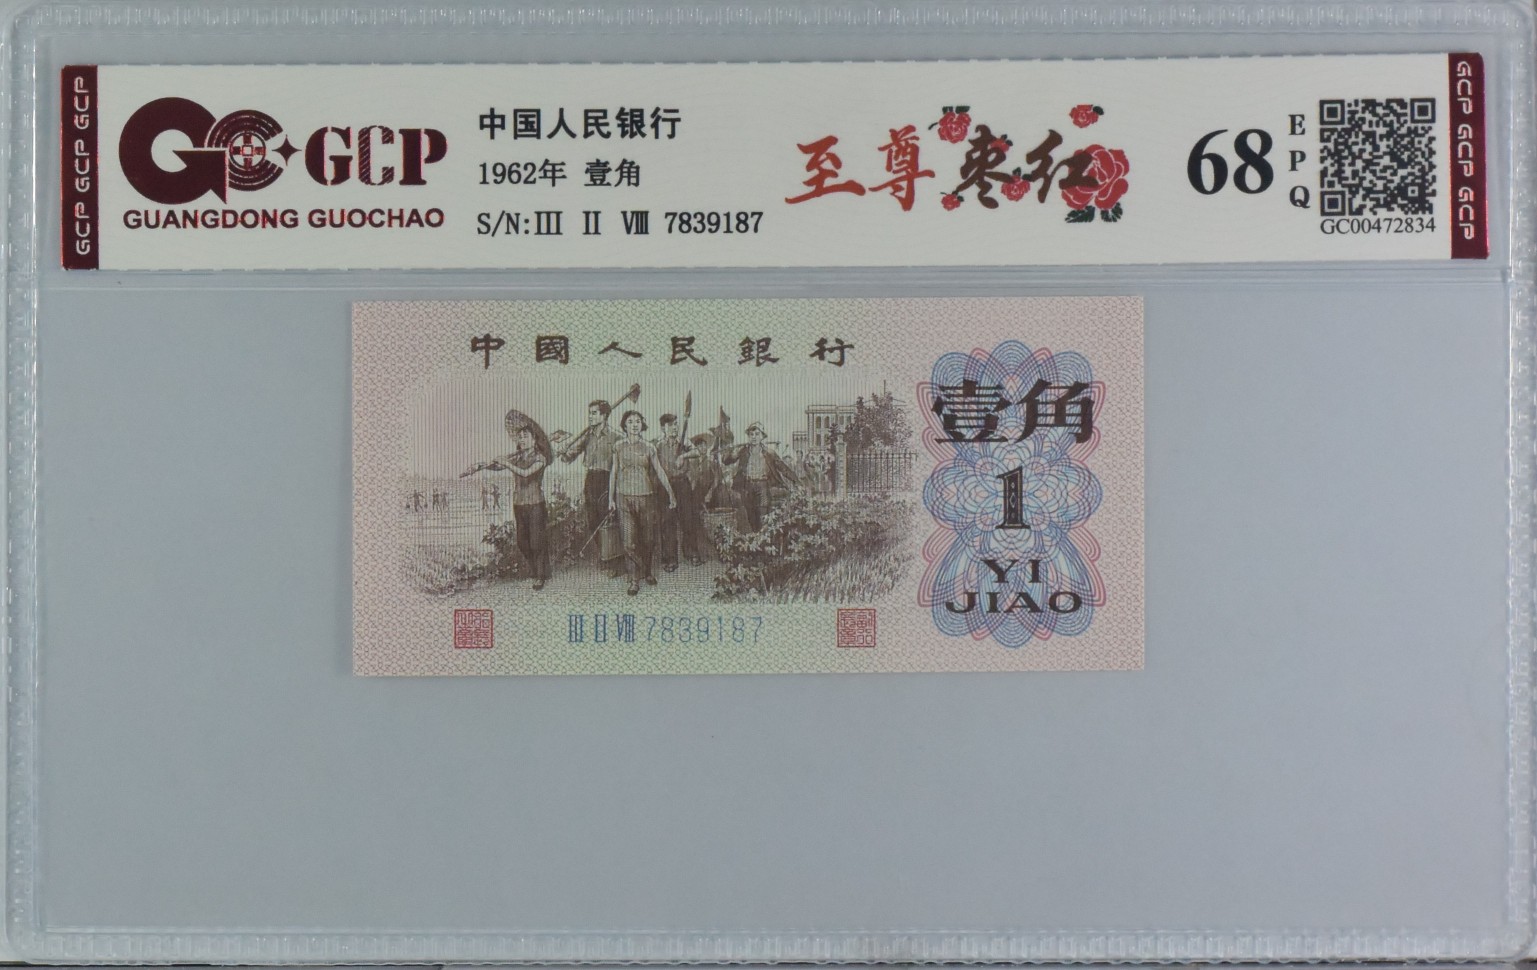 GCP GCP GCP
GCP
GUANGDONG GUOCHAO
中国人民银行
1962年 壹角
S/N:Ⅲ Ⅱ Ⅷ 7839187
至尊枣红
68
EPQ
GC00472834
GCP GCP GCP
中國人民銀行
壹角
1
YI
JIAO
Ⅲ Ⅱ Ⅷ 7839187